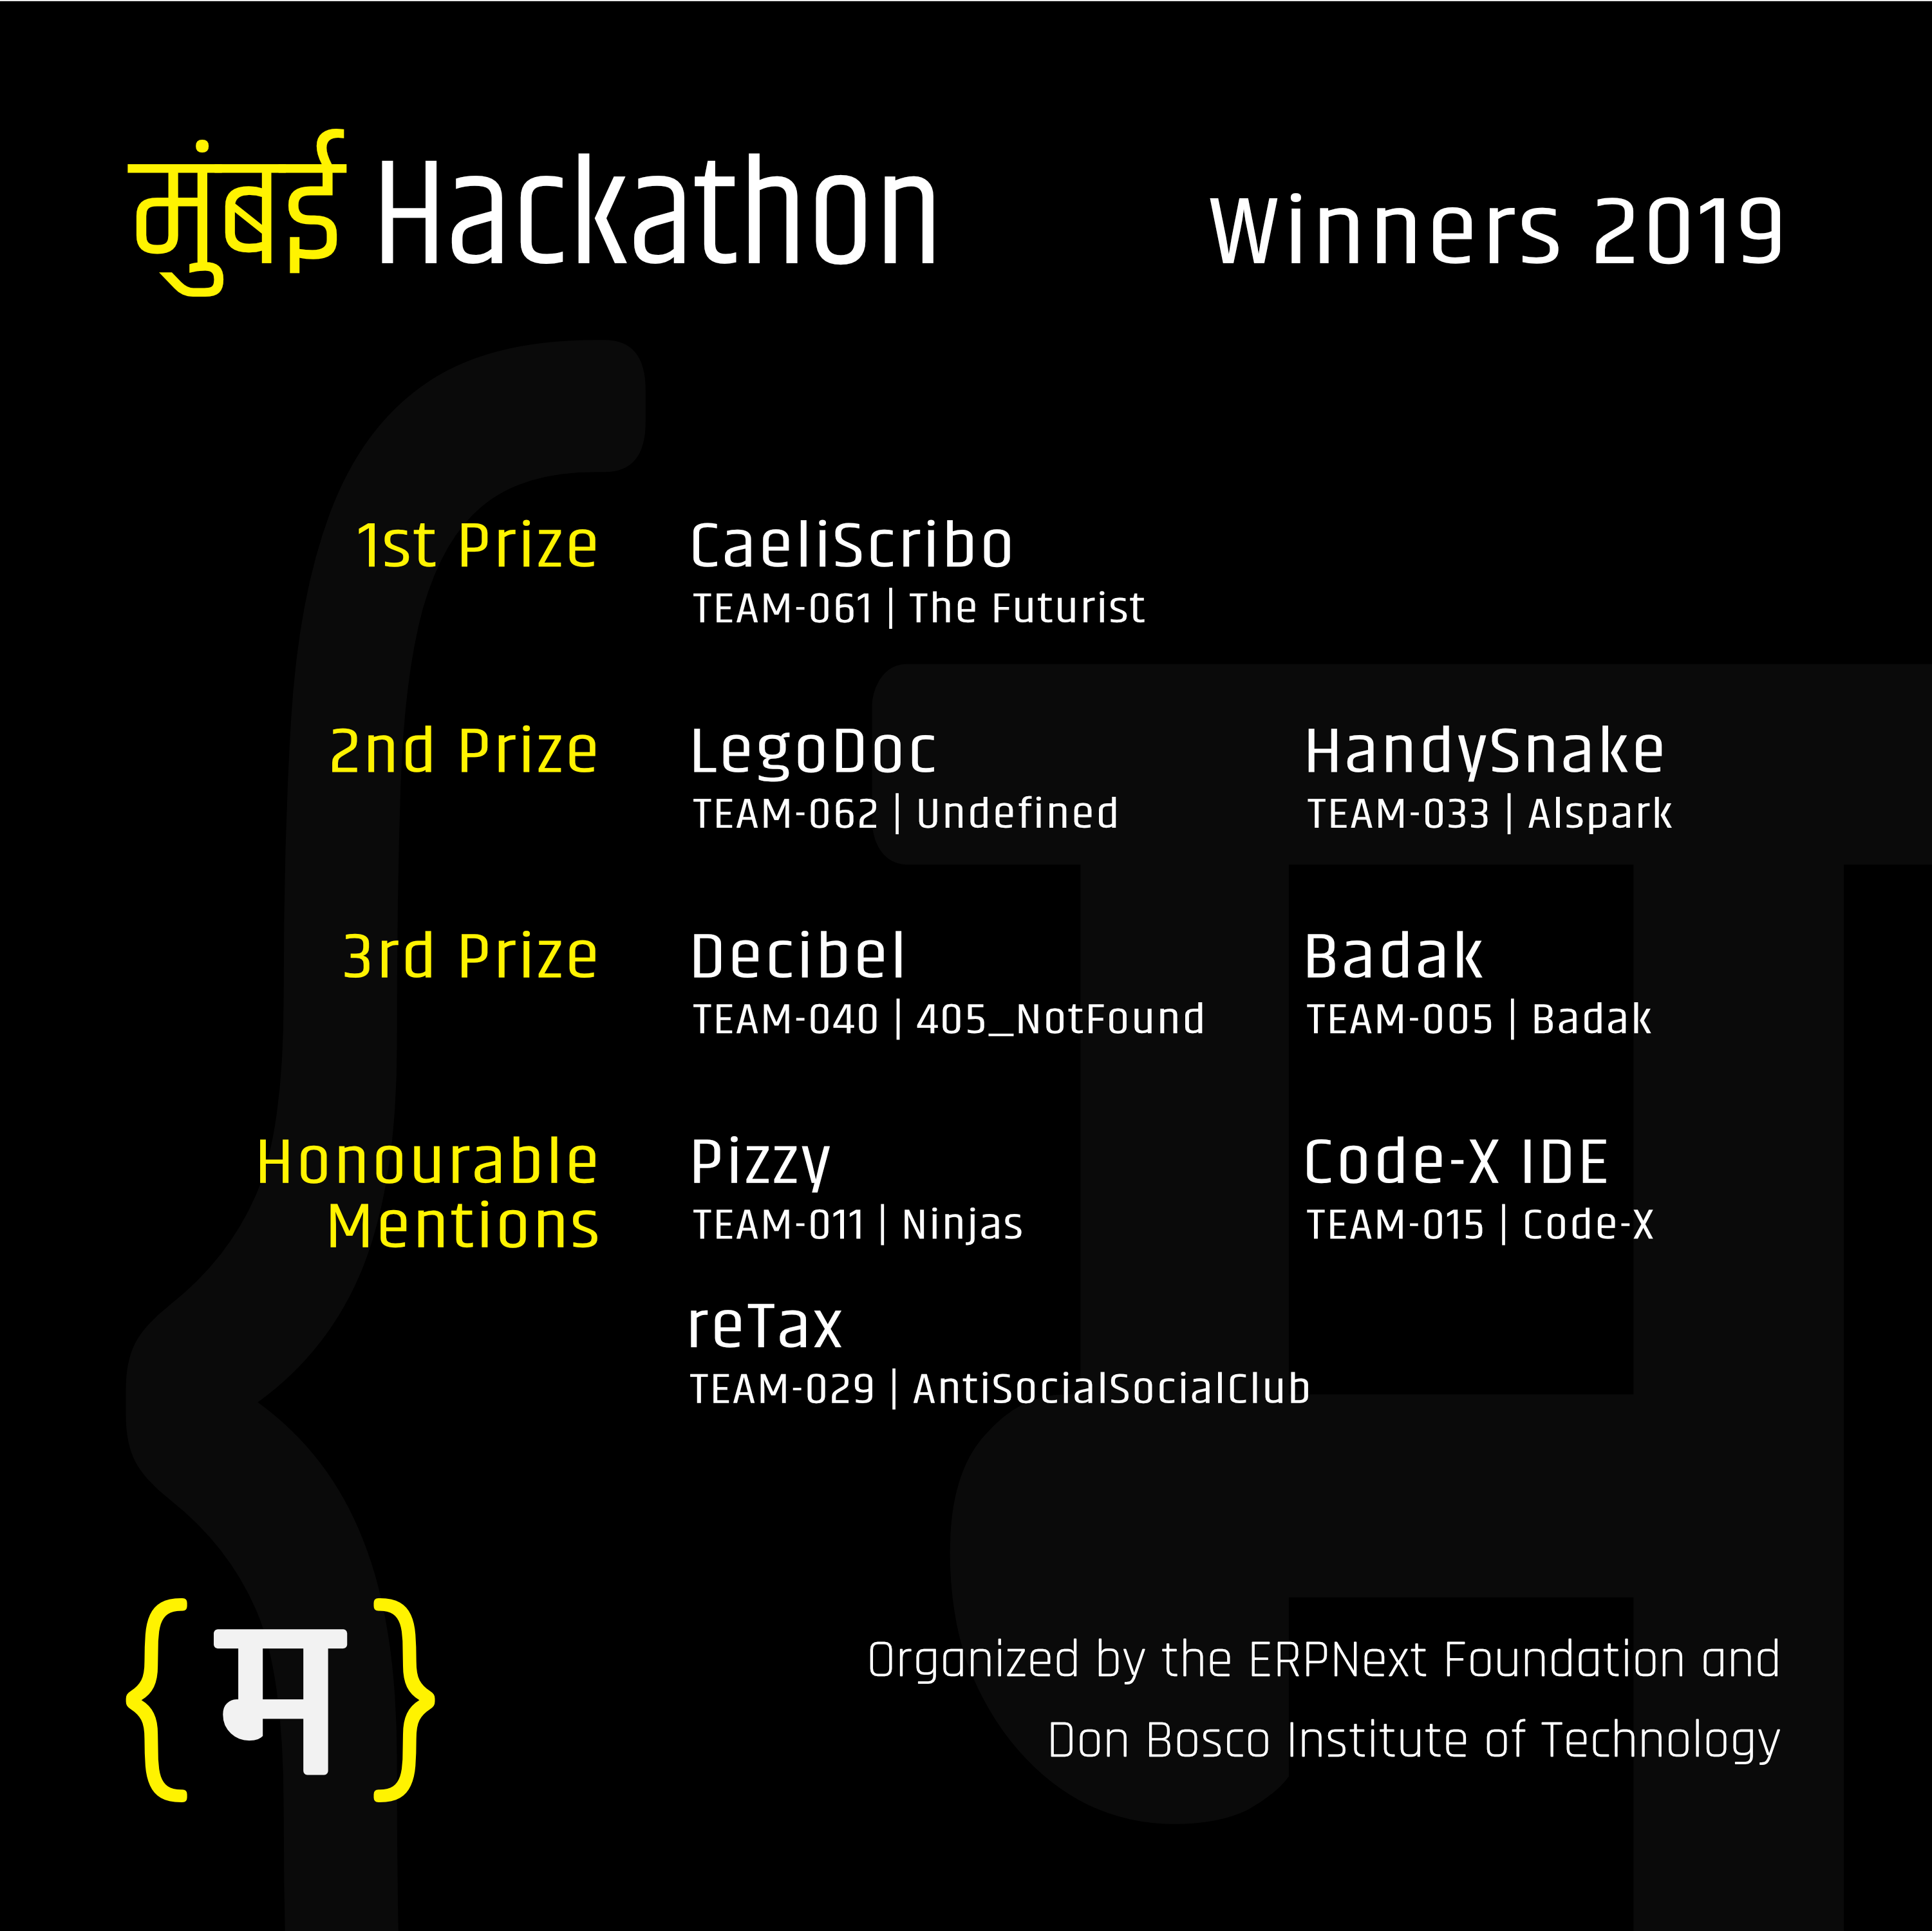 मुंबई Hackathon
Winners 2019
1st Prize
CaeliScribo
TEAM-061 | The Futurist
2nd Prize
LegoDoc
TEAM-062 | Undefined
HandySnake
TEAM-033 | AIspark
3rd Prize
Decibel
TEAM-040 | 405_NotFound
Badak
TEAM-005 | Badak
Honourable
Mentions
Pizzy
TEAM-011 | Ninjas
Code-X IDE
TEAM-015 | Code-X
reTax
TEAM-029 | AntiSocialSocialClub
{म}
Organized by the ERPNext Foundation and
Don Bosco Institute of Technology